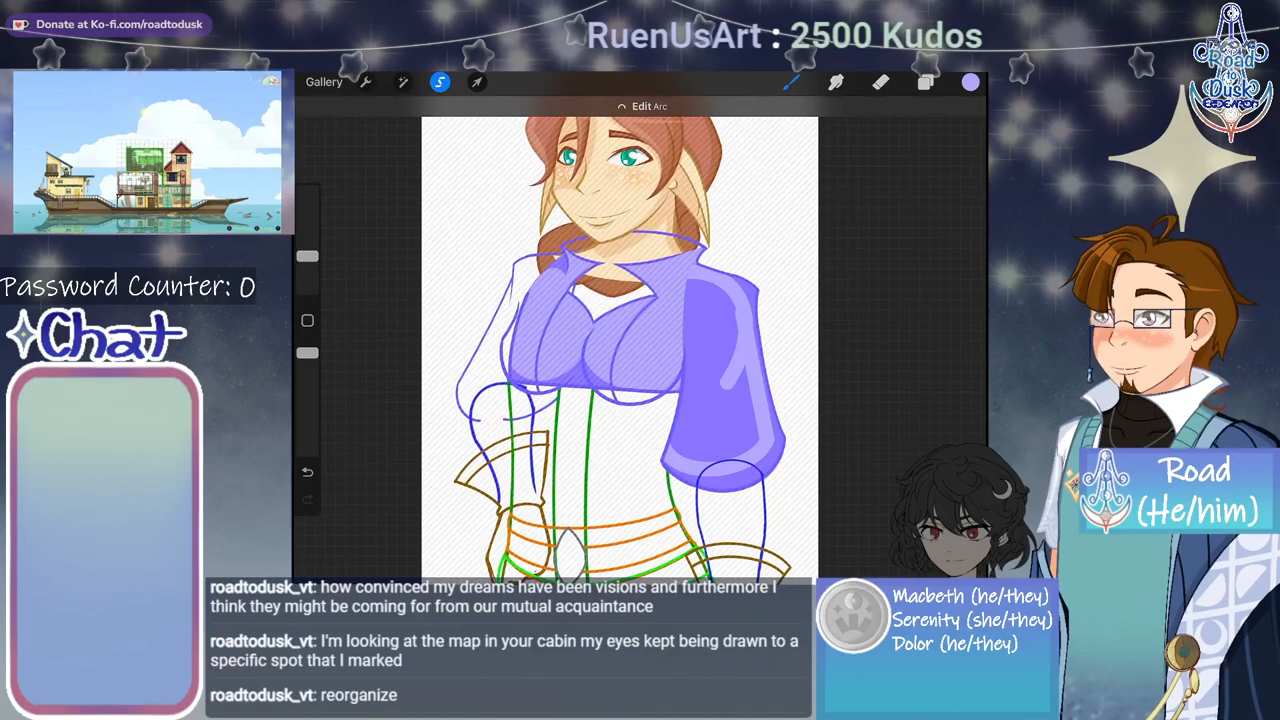 Donate at Ko-fi.com/roadtodusk
RuenUsArt : 2500 Kudos
Road
to
Dusk
Gallery
Edit Arc
Password Counter: 0
Chat
Road
(He/him)
roadtodusk_vt: how convinced my dreams have been visions and furthermore I
think they might be coming for from our mutual acquaintance
roadtodusk_vt: I'm looking at the map in your cabin my eyes kept being drawn to a
specific spot that I marked
roadtodusk_vt: reorganize
Macbeth (he/they)
Serenity (she/they)
Dolor (he/they)